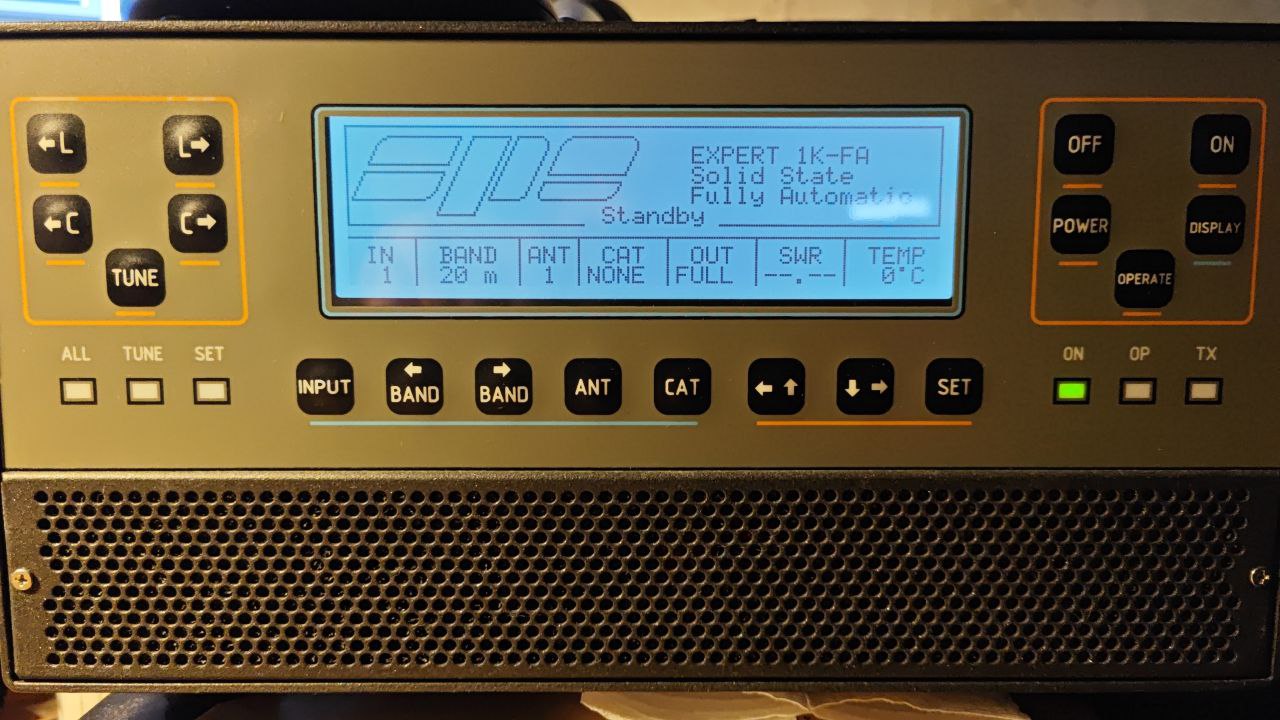 ←L
L→
←C
C→
TUNE
ALL TUNE SET
spe
EXPERT 1K-FA
Solid State
Fully Automatic
Standby
IN BAND ANT CAT OUT SWR TEMP
1 20 m 1 NONE FULL --.-- 0°C
INPUT
← BAND
→ BAND
ANT
CAT
← ↑
↓ →
SET
OFF
ON
POWER
DISPLAY
OPERATE
ON OP TX